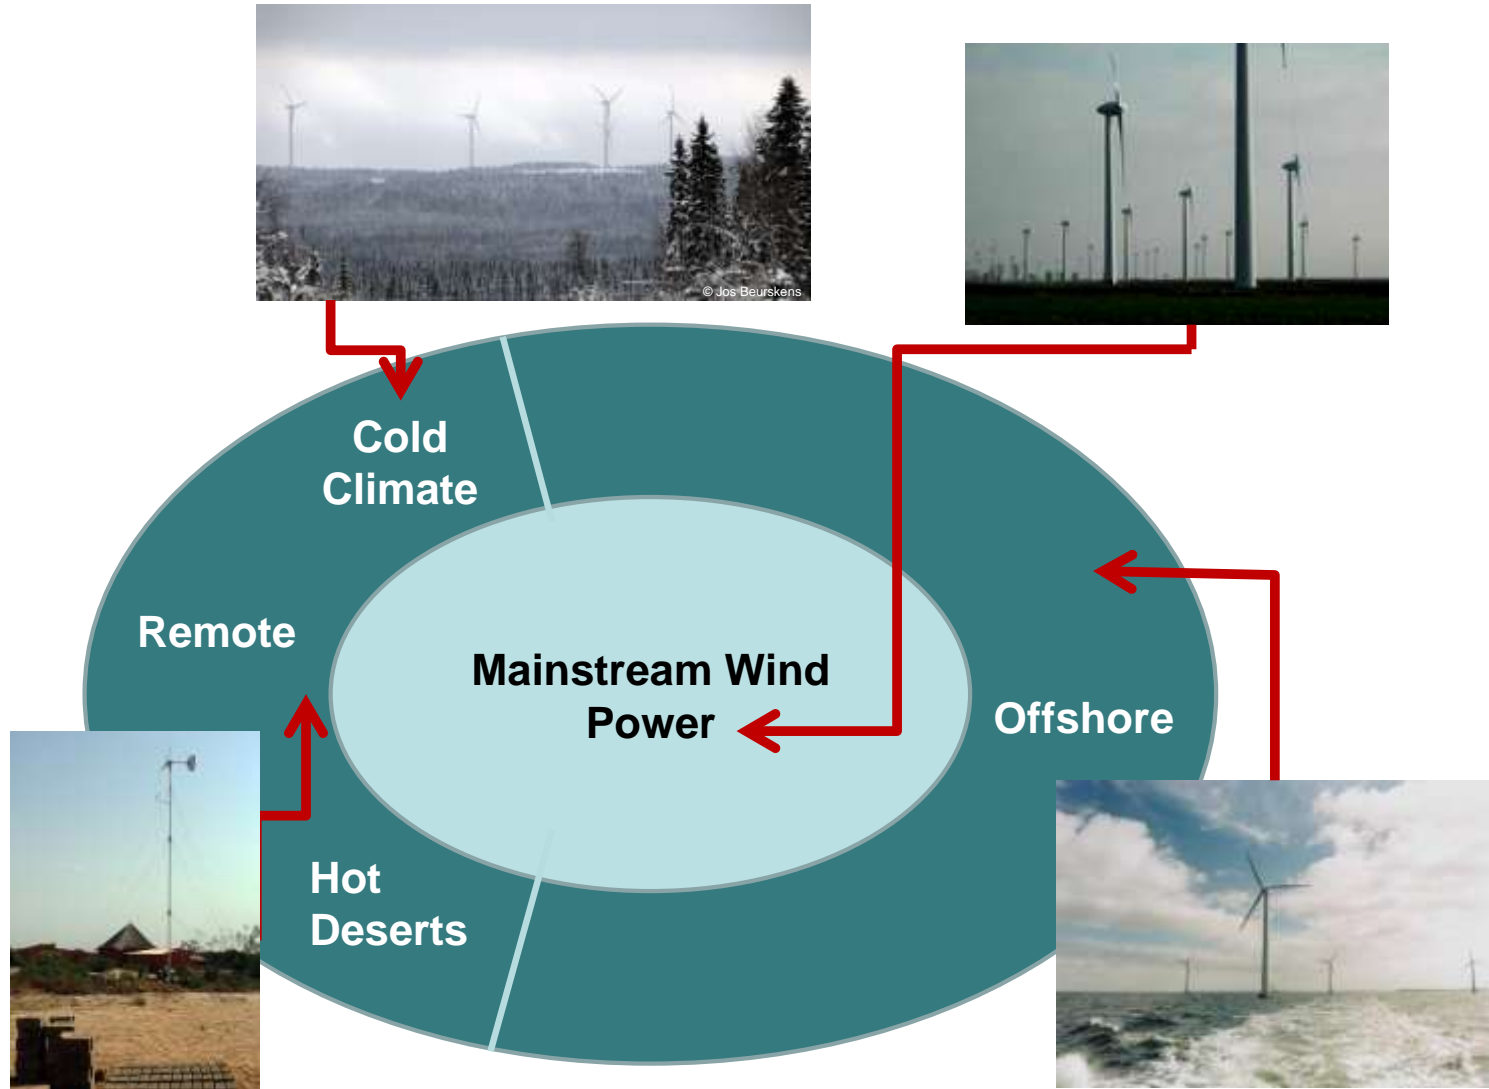 © Jos Beurskens
Cold
Climate
Remote
Mainstream Wind
Power
Offshore
Hot
Deserts